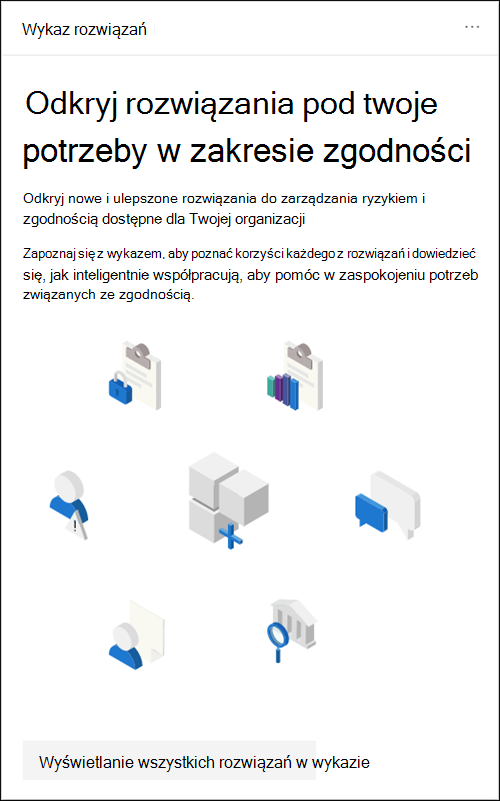 Wykaz rozwiązań
Odkryj rozwiązania pod twoje
potrzeby w zakresie zgodności
Odkryj nowe i ulepszone rozwiązania do zarządzania ryzykiem i
zgodnością dostępne dla Twojej organizacji
Zapoznaj się z wykazem, aby poznać korzyści każdego z rozwiązań i dowiedzieć
się, jak inteligentnie współpracują, aby pomóc w zaspokojeniu potrzeb
związanych ze zgodnością.
Wyświetlanie wszystkich rozwiązań w wykazie